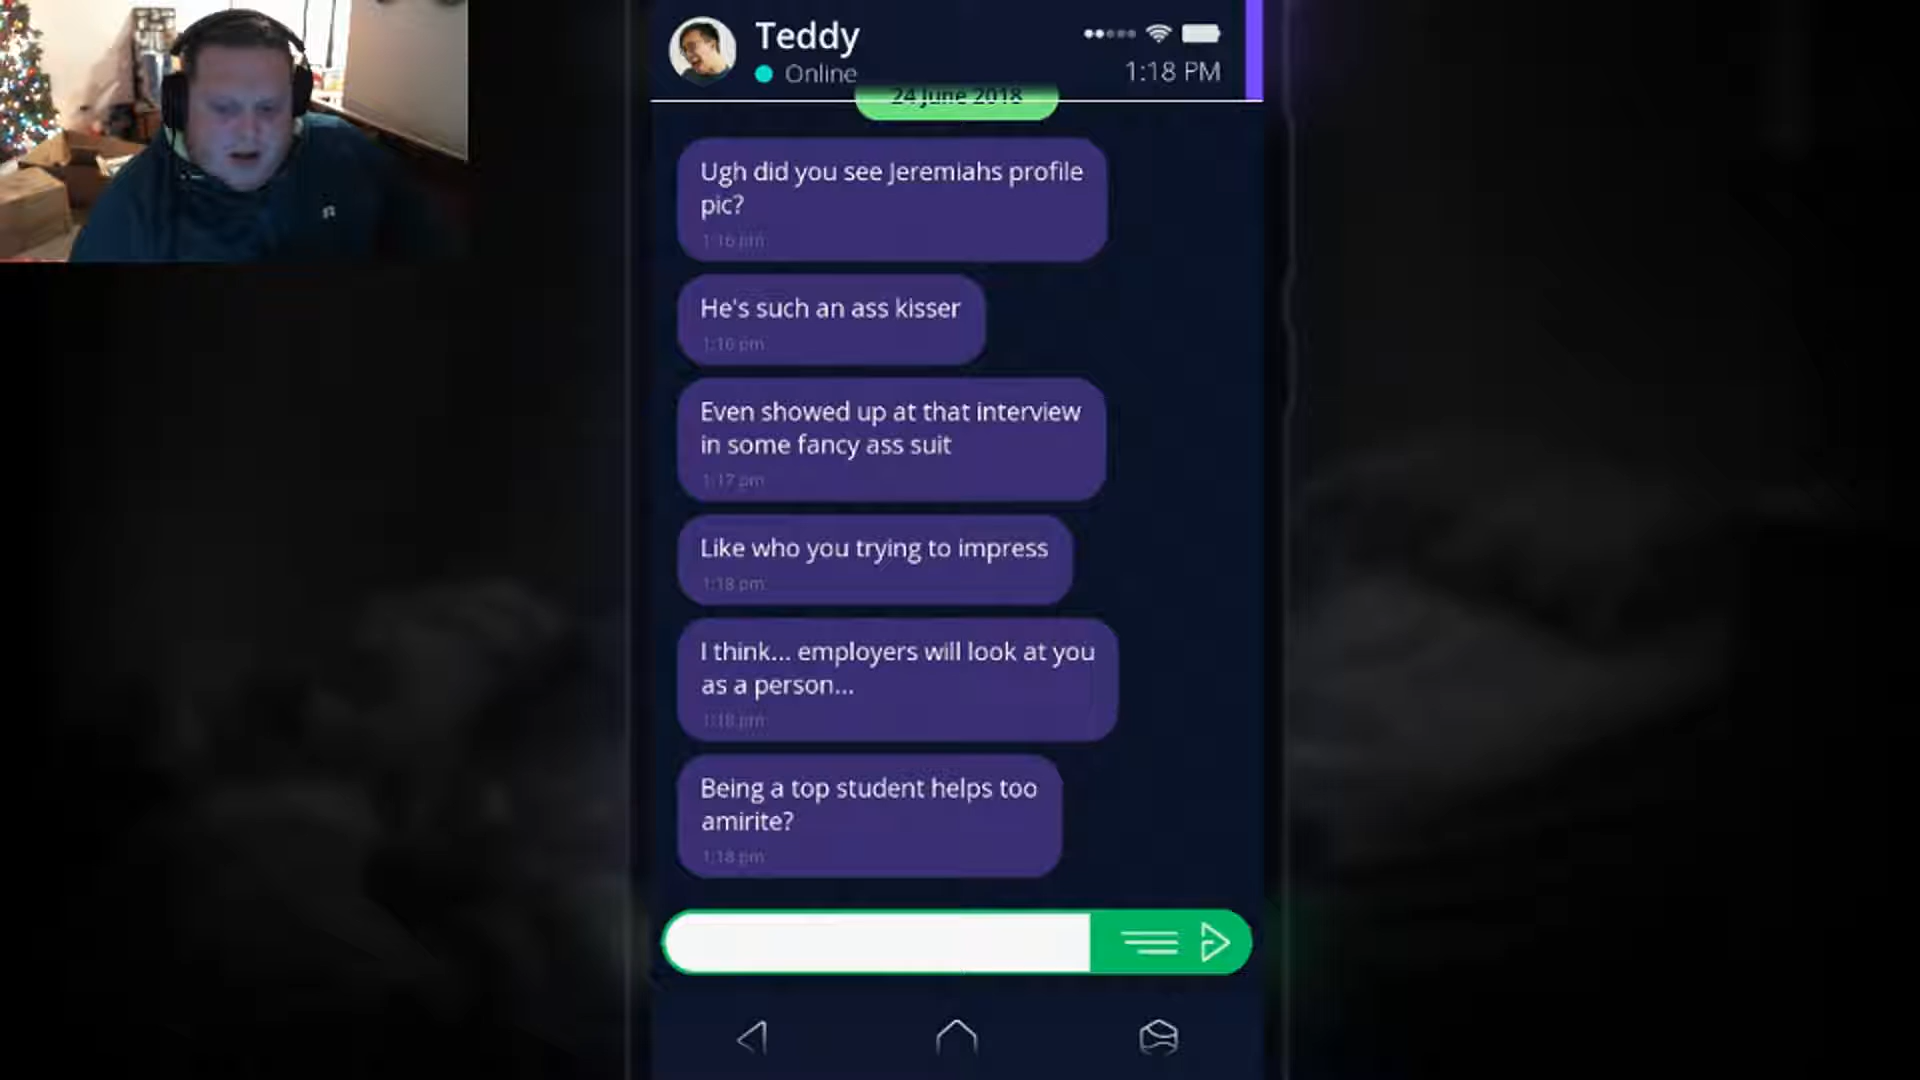 Teddy
Online
1:18 PM
24 June 2018
Ugh did you see Jeremiahs profile
pic?
1:16 pm
He's such an ass kisser
1:16 pm
Even showed up at that interview
in some fancy ass suit
1:17 pm
Like who you trying to impress
1:18 pm
I think... employers will look at you
as a person...
1:18 pm
Being a top student helps too
amirite?
1:18 pm